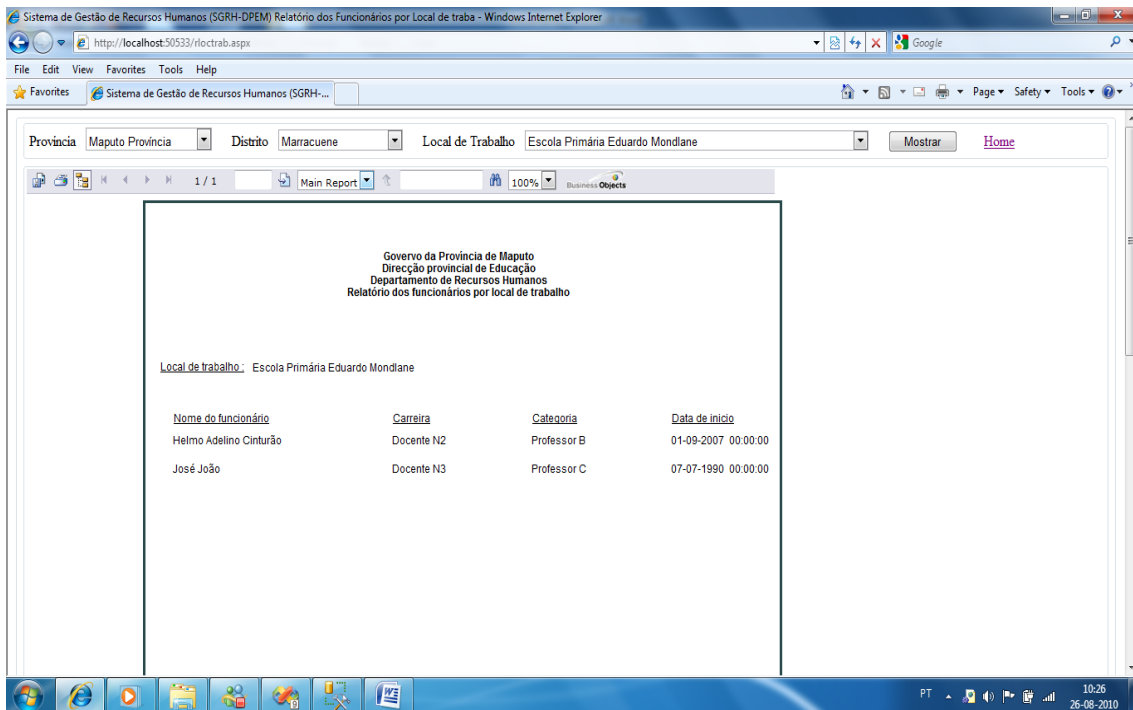 Sistema de Gestão de Recursos Humanos (SGRH-DPEM) Relatório dos Funcionários por Local de traba - Windows Internet Explorer
http://localhost:50533/rloctrab.aspx
Google
File Edit View Favorites Tools Help
Favorites Sistema de Gestão de Recursos Humanos (SGRH-... Page Safety Tools
Província Maputo Província Distrito Marracuene Local de Trabalho Escola Primária Eduardo Mondlane Mostrar Home
1 / 1 Main Report 100% Business Objects
Governo da Província de Maputo
Direcção provincial de Educação
Departamento de Recursos Humanos
Relatório dos funcionários por local de trabalho
Local de trabalho : Escola Primária Eduardo Mondlane
Nome do funcionário Carreira Categoria Data de inicio
Helmo Adelino Cinturão Docente N2 Professor B 01-09-2007 00:00:00
José João Docente N3 Professor C 07-07-1990 00:00:00
PT 10:26
26-08-2010